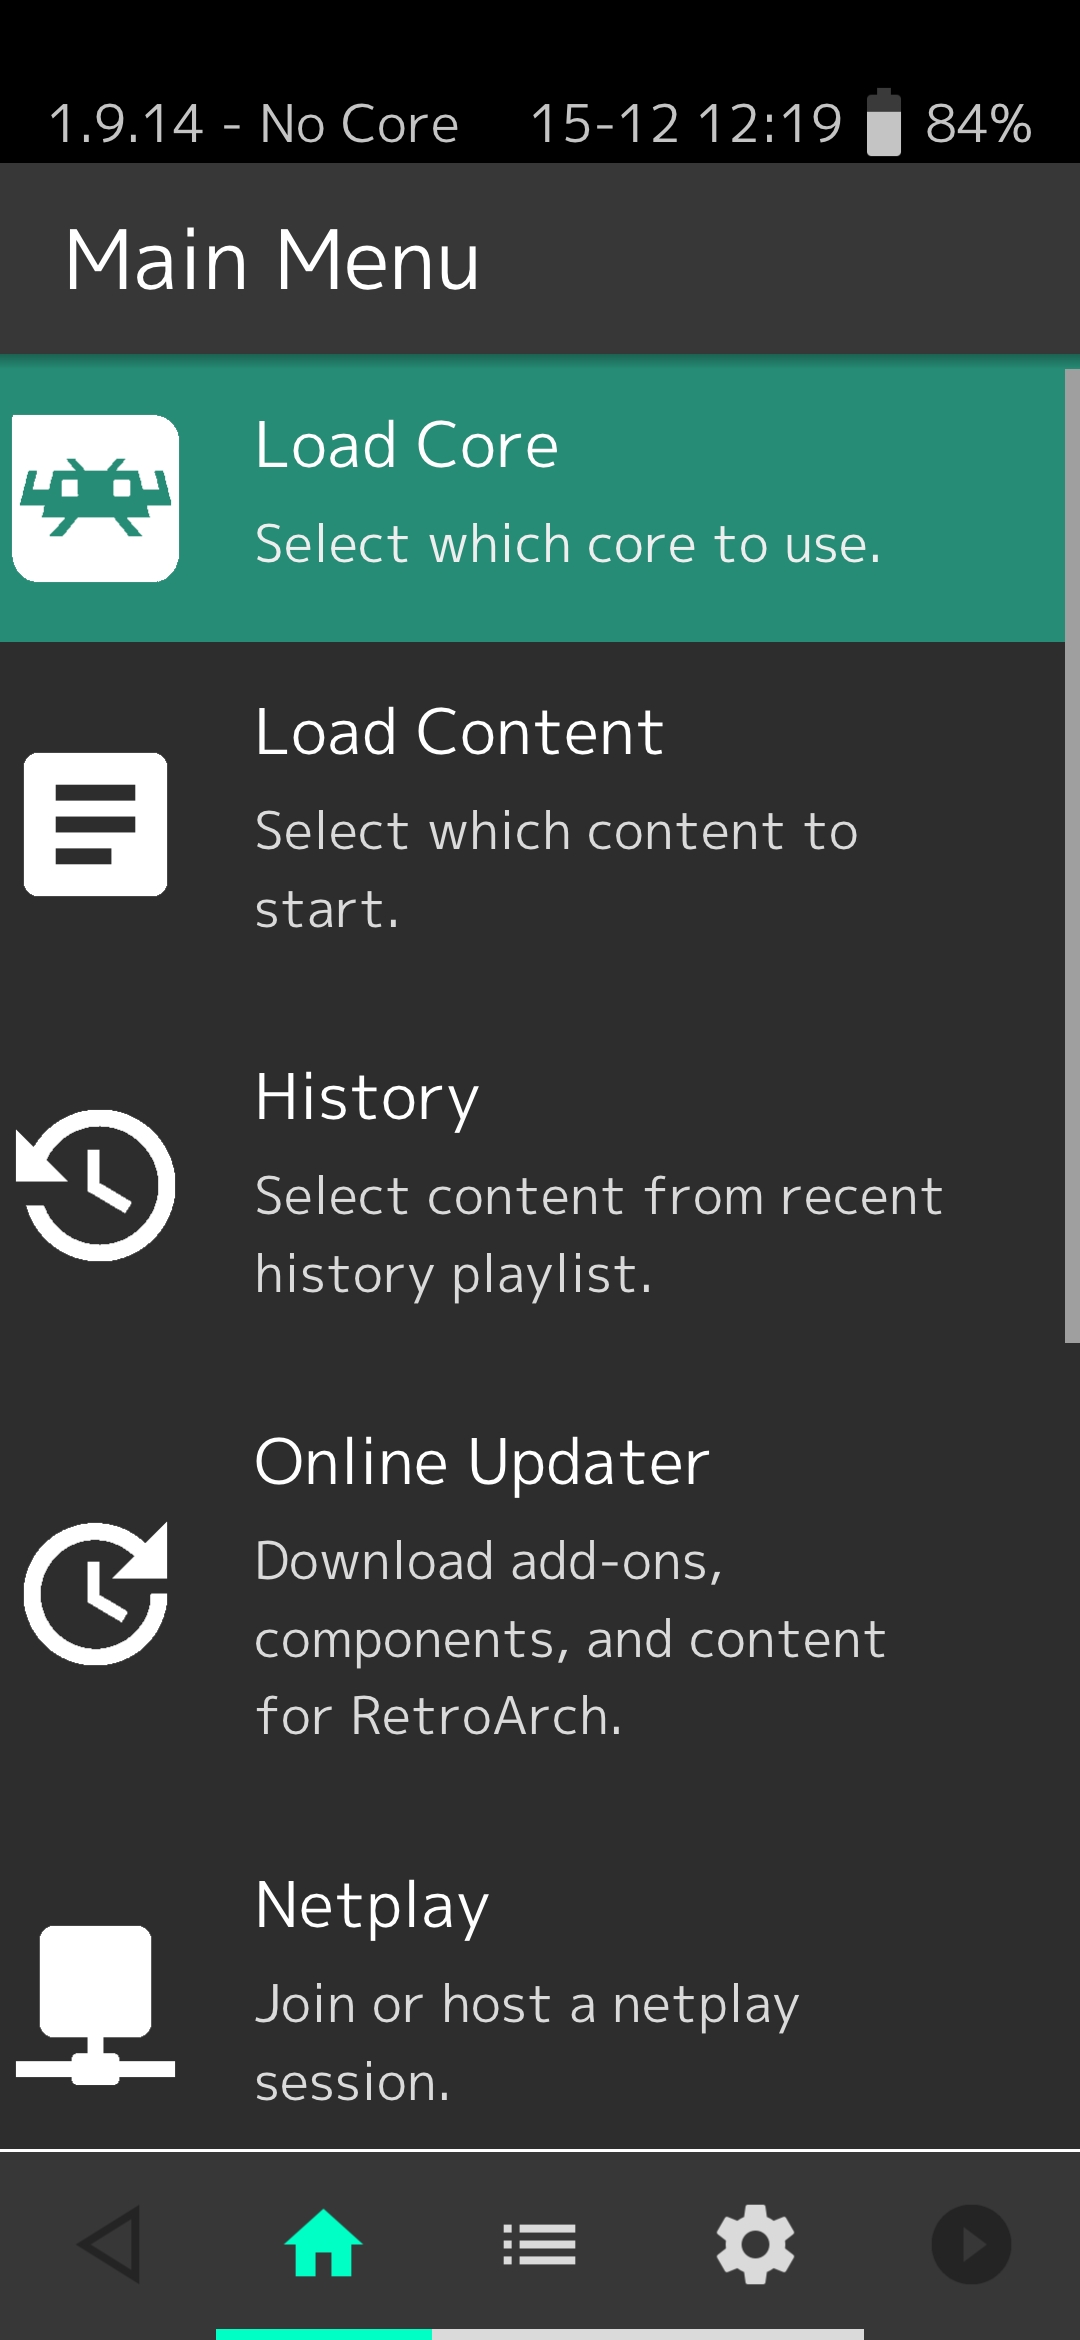 1.9.14 - No Core 15-12 12:19 84%
Main Menu
Load Core
Select which core to use.
Load Content
Select which content to
start.
History
Select content from recent
history playlist.
Online Updater
Download add-ons,
components, and content
for RetroArch.
Netplay
Join or host a netplay
session.